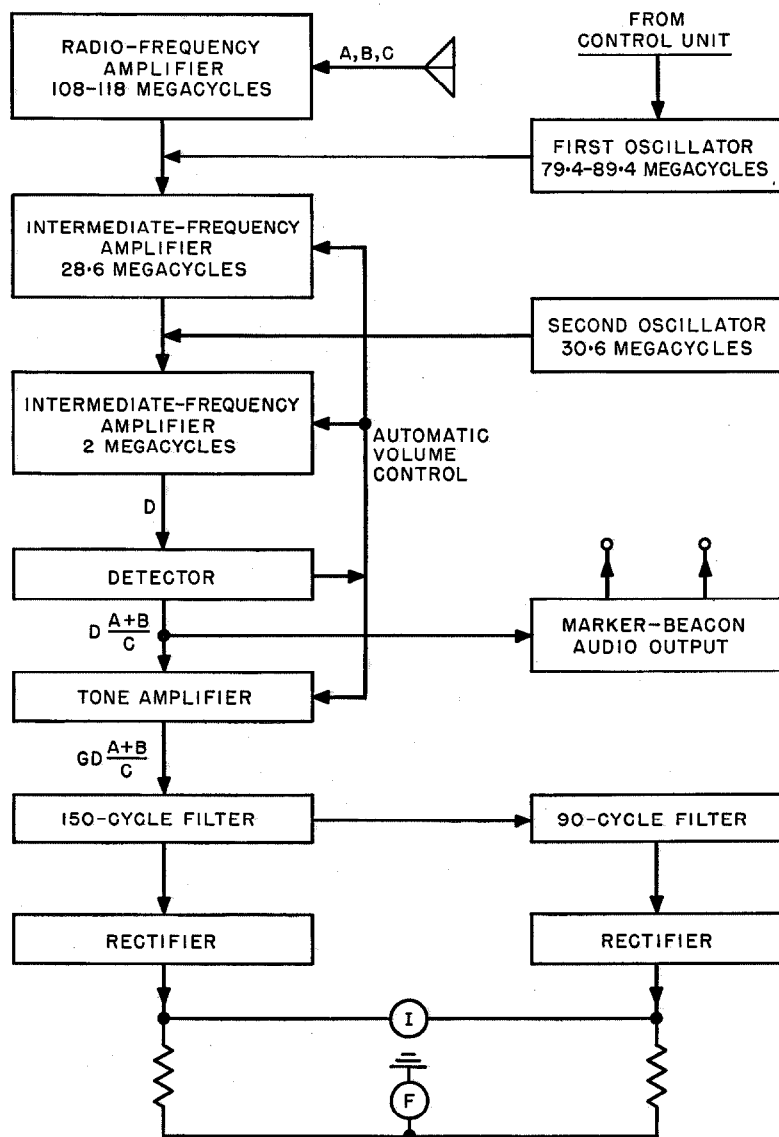 RADIO-FREQUENCY
AMPLIFIER
108-118 MEGACYCLES
A,B,C
FROM
CONTROL UNIT
FIRST OSCILLATOR
79·4-89·4 MEGACYCLES
INTERMEDIATE-FREQUENCY
AMPLIFIER
28·6 MEGACYCLES
SECOND OSCILLATOR
30·6 MEGACYCLES
INTERMEDIATE-FREQUENCY
AMPLIFIER
2 MEGACYCLES
AUTOMATIC
VOLUME
CONTROL
D
DETECTOR
D A+B
C
MARKER-BEACON
AUDIO OUTPUT
TONE AMPLIFIER
GD A+B
C
150-CYCLE FILTER
90-CYCLE FILTER
RECTIFIER
RECTIFIER
I
F